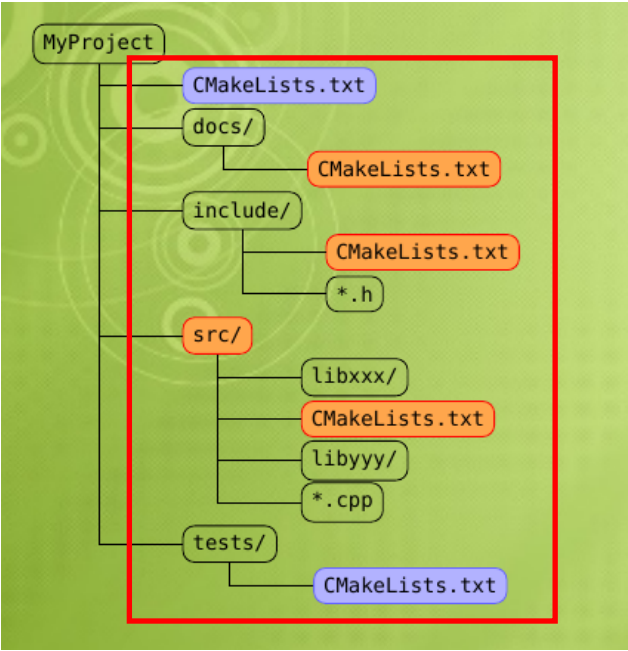 MyProject
CMakeLists.txt
docs/
CMakeLists.txt
include/
CMakeLists.txt
*.h
src/
libxxx/
CMakeLists.txt
libyyy/
*.cpp
tests/
CMakeLists.txt